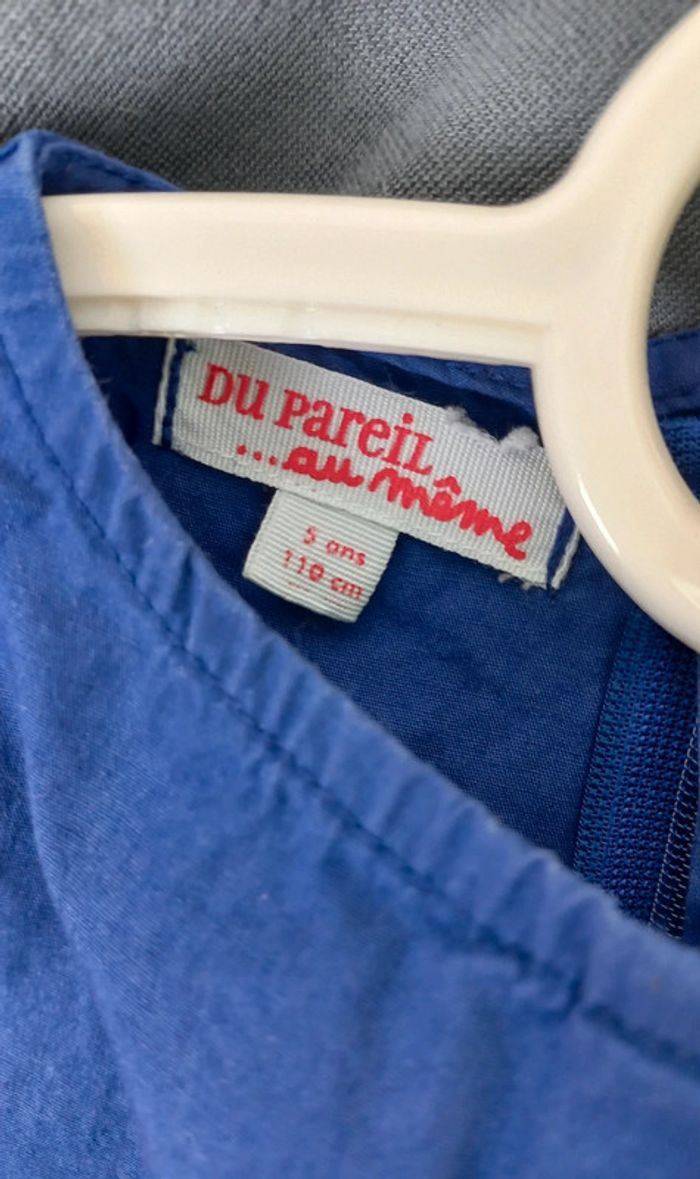 DU PAREIL
...au même
5 ans
110 cm